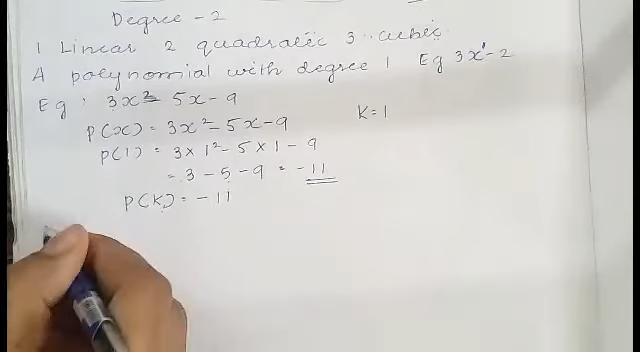 Degree - 2
1 Linear 2 quadratic 3 cubic
A polynomial with degree 1 Eg 3x¹-2
Eg : 3x² - 5x - 9
P(x) = 3x² - 5x - 9 K=1
P(1) = 3 × 1² - 5 × 1 - 9
= 3 - 5 - 9 = -11
P(K) = -11